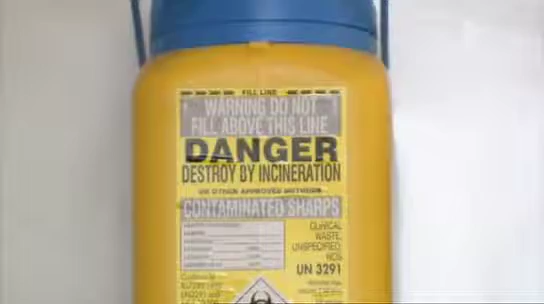 FILL LINE
WARNING DO NOT
FILL ABOVE THIS LINE
DANGER
DESTROY BY INCINERATION
OR OTHER APPROVED METHODS
CONTAMINATED SHARPS
CLINICAL
WASTE,
UNSPECIFIED,
NOS
UN 3291